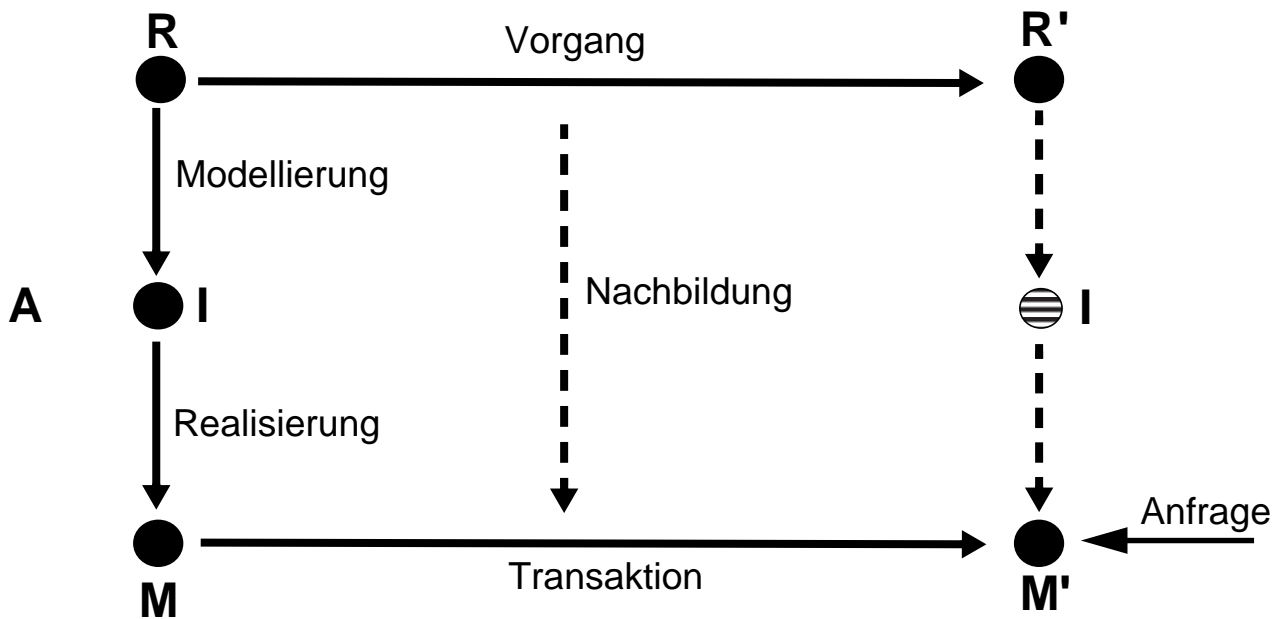 R
Vorgang
R'
Modellierung
A
I
Nachbildung
I
Realisierung
Anfrage
M
Transaktion
M'